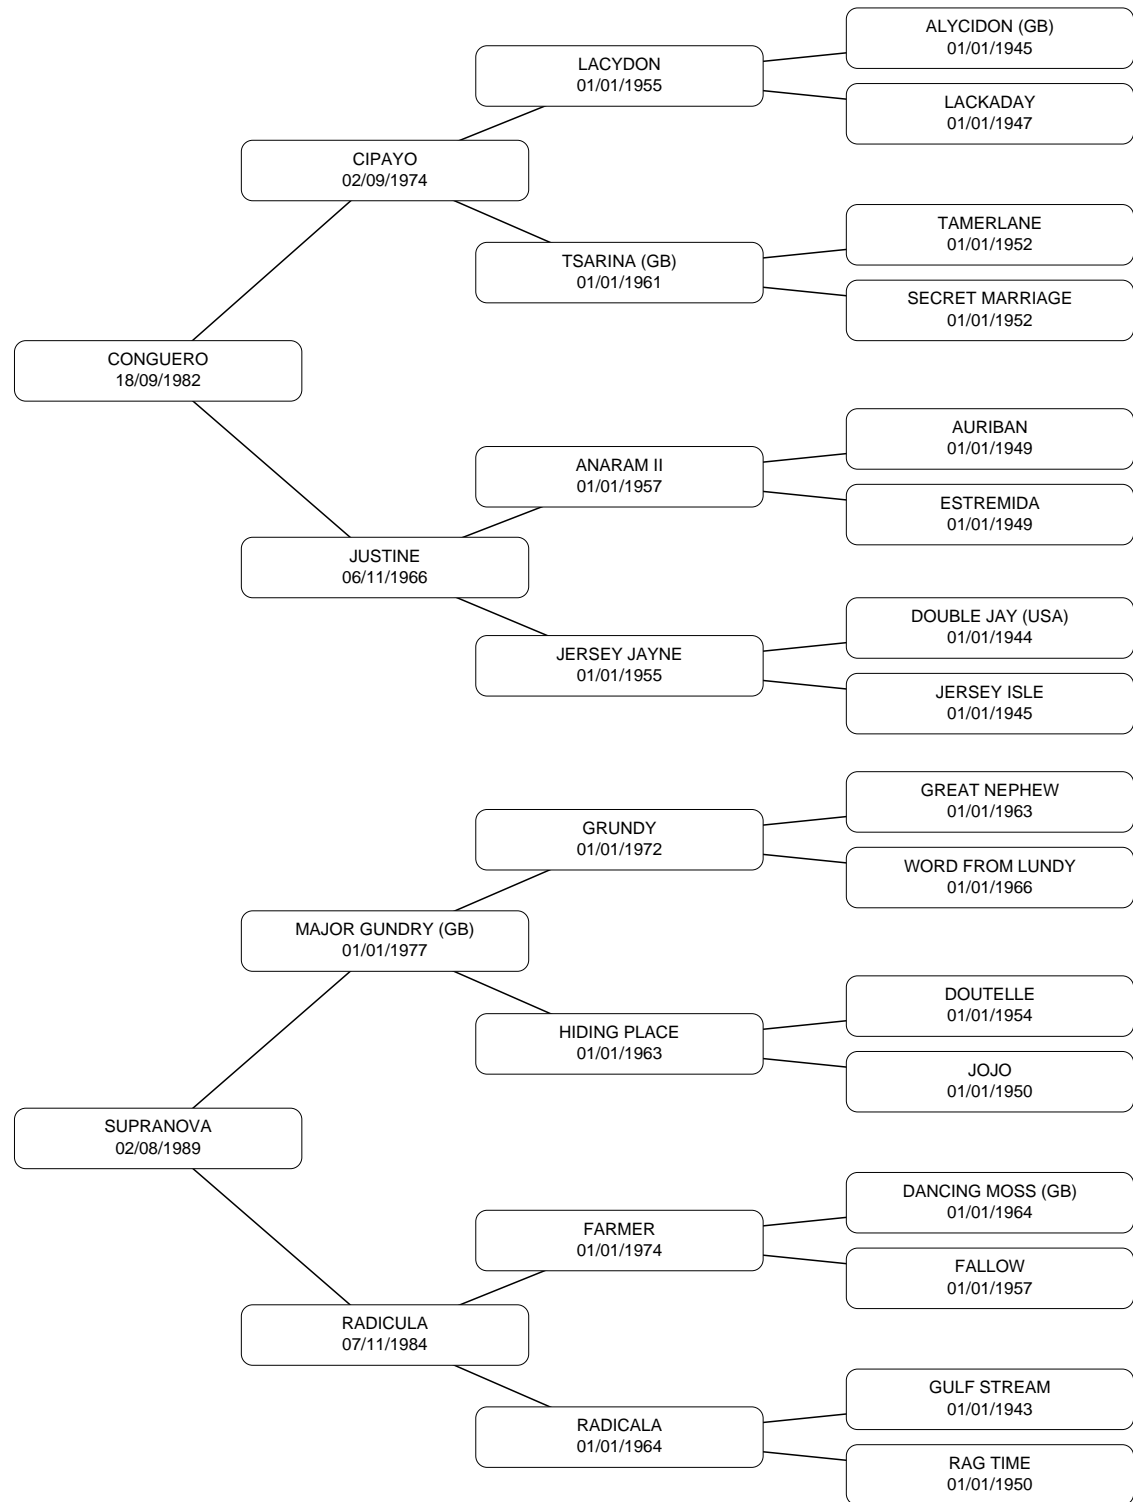 ALYCIDON (GB)
01/01/1945
LACYDON
01/01/1955
LACKADAY
01/01/1947
CIPAYO
02/09/1974
TAMERLANE
01/01/1952
TSARINA (GB)
01/01/1961
SECRET MARRIAGE
01/01/1952
CONGUERO
18/09/1982
AURIBAN
01/01/1949
ANARAM II
01/01/1957
ESTREMIDA
01/01/1949
JUSTINE
06/11/1966
DOUBLE JAY (USA)
01/01/1944
JERSEY JAYNE
01/01/1955
JERSEY ISLE
01/01/1945
GREAT NEPHEW
01/01/1963
GRUNDY
01/01/1972
WORD FROM LUNDY
01/01/1966
MAJOR GUNDRY (GB)
01/01/1977
DOUTELLE
01/01/1954
HIDING PLACE
01/01/1963
JOJO
01/01/1950
SUPRANOVA
02/08/1989
DANCING MOSS (GB)
01/01/1964
FARMER
01/01/1974
FALLOW
01/01/1957
RADICULA
07/11/1984
GULF STREAM
01/01/1943
RADICALA
01/01/1964
RAG TIME
01/01/1950